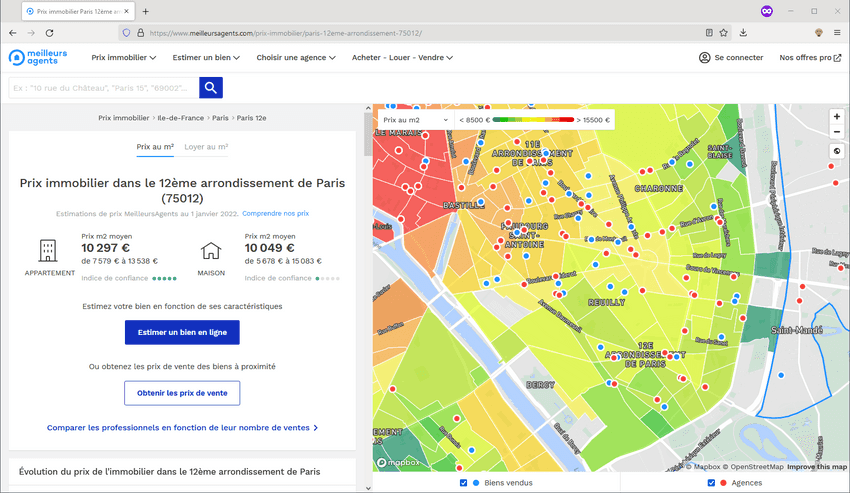 Prix immobilier Paris 12ème arr
https://www.meilleursagents.com/prix-immobilier/paris-12eme-arrondissement-75012/
meilleurs
agents
Prix immobilier
Estimer un bien
Choisir une agence
Acheter - Louer - Vendre
Se connecter
Nos offres pro
Ex : "10 rue du Château", "Paris 15", "69002"...
Prix immobilier > Ile-de-France > Paris > Paris 12e
Prix au m² Loyer au m²
Prix immobilier dans le 12ème arrondissement de Paris
(75012)
Estimations de prix MeilleursAgents au 1 janvier 2022. Comprendre nos prix
APPARTEMENT
Prix m2 moyen
10 297 €
de 7 579 € à 13 538 €
Indice de confiance
MAISON
Prix m2 moyen
10 049 €
de 5 678 € à 15 083 €
Indice de confiance
Estimez votre bien en fonction de ses caractéristiques
Estimer un bien en ligne
Ou obtenez les prix de vente des biens à proximité
Obtenir les prix de vente
Comparer les professionnels en fonction de leur nombre de ventes >
Évolution du prix de l'immobilier dans le 12ème arrondissement de Paris
Prix au m2
< 8500 €
> 15500 €
LE MARAIS
11E
ARRONDISSEMENT
DE PARIS
SAINT-
BLAISE
CHARONNE
BASTILLE
FAUBOURG
SAINT-
ANTOINE
REUILLY
12E
ARRONDISSEMENT
DE PARIS
BERCY
Saint-Mandé
Rue de Lagny
Rue de Lagny
Cours de Vincennes
Avenue Daumesnil
Boulevard Périphérique Intérieur
mapbox
© Mapbox © OpenStreetMap Improve this map
Biens vendus
Agences